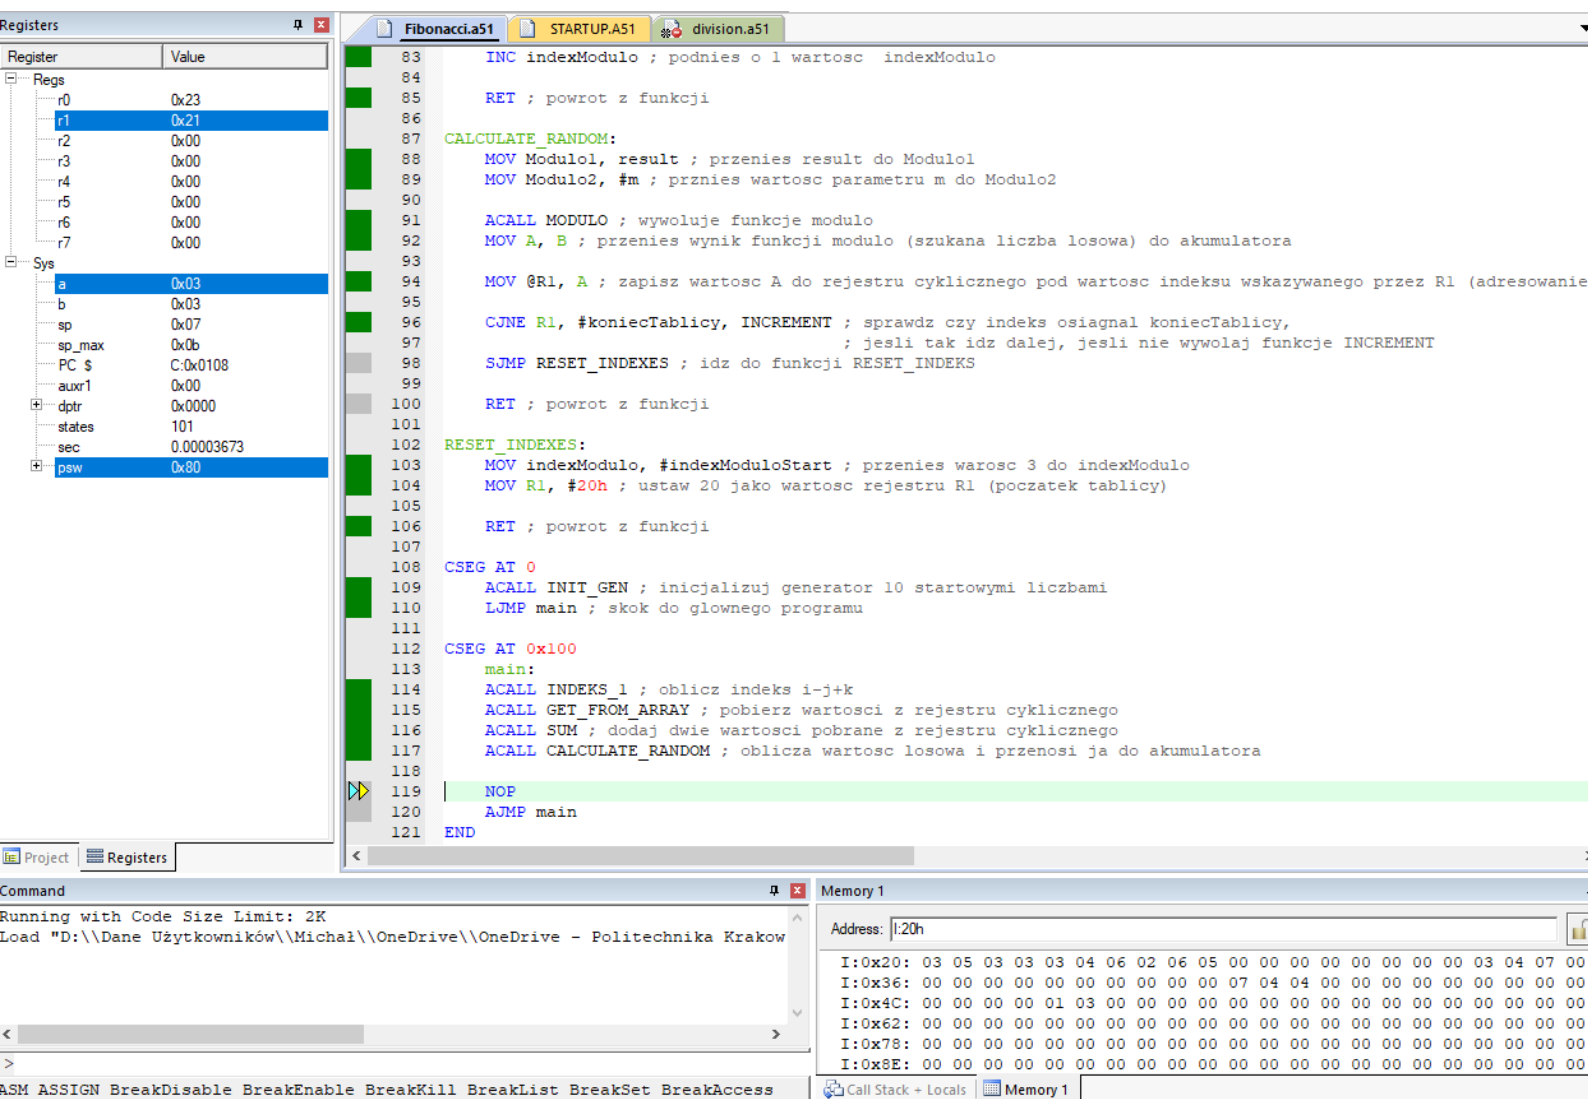 Registers
Register Value
Regs
r0 0x23
r1 0x21
r2 0x00
r3 0x00
r4 0x00
r5 0x00
r6 0x00
r7 0x00
Sys
a 0x03
b 0x03
sp 0x07
sp_max 0x0b
PC $ C:0x0108
auxr1 0x00
dptr 0x0000
states 101
sec 0.00003673
psw 0x80
Project Registers
Fibonacci.a51 STARTUP.A51 division.a51
83 INC indexModulo ; podnies o 1 wartosc indexModulo
84
85 RET ; powrot z funkcji
86
87 CALCULATE_RANDOM:
88 MOV Modulo1, result ; przenies result do Modulo1
89 MOV Modulo2, #m ; prznies wartosc parametru m do Modulo2
90
91 ACALL MODULO ; wywoluje funkcje modulo
92 MOV A, B ; przenies wynik funkcji modulo (szukana liczba losowa) do akumulatora
93
94 MOV @R1, A ; zapisz wartosc A do rejestru cyklicznego pod wartosc indeksu wskazywanego przez R1 (adresowanie
95
96 CJNE R1, #koniecTablicy, INCREMENT ; sprawdz czy indeks osiagnal koniecTablicy,
97 ; jesli tak idz dalej, jesli nie wywolaj funkcje INCREMENT
98 SJMP RESET_INDEXES ; idz do funkcji RESET_INDEKS
99
100 RET ; powrot z funkcji
101
102 RESET_INDEXES:
103 MOV indexModulo, #indexModuloStart ; przenies warosc 3 do indexModulo
104 MOV R1, #20h ; ustaw 20 jako wartosc rejestru R1 (poczatek tablicy)
105
106 RET ; powrot z funkcji
107
108 CSEG AT 0
109 ACALL INIT_GEN ; inicjalizuj generator 10 startowymi liczbami
110 LJMP main ; skok do glownego programu
111
112 CSEG AT 0x100
113 main:
114 ACALL INDEKS_1 ; oblicz indeks i-j+k
115 ACALL GET_FROM_ARRAY ; pobierz wartosci z rejestru cyklicznego
116 ACALL SUM ; dodaj dwie wartosci pobrane z rejestru cyklicznego
117 ACALL CALCULATE_RANDOM ; oblicza wartosc losowa i przenosi ja do akumulatora
118
119 NOP
120 AJMP main
121 END
Command
Running with Code Size Limit: 2K
Load "D:\\Dane Użytkowników\\Michał\\OneDrive\\OneDrive - Politechnika Krakow
>
ASM ASSIGN BreakDisable BreakEnable BreakKill BreakList BreakSet BreakAccess
Memory 1
Address: I:20h
I:0x20: 03 05 03 03 03 04 06 02 06 05 00 00 00 00 00 00 00 00 03 04 07 00
I:0x36: 00 00 00 00 00 00 00 00 00 00 07 04 04 00 00 00 00 00 00 00 00 00
I:0x4C: 00 00 00 00 01 03 00 00 00 00 00 00 00 00 00 00 00 00 00 00 00 00
I:0x62: 00 00 00 00 00 00 00 00 00 00 00 00 00 00 00 00 00 00 00 00 00 00
I:0x78: 00 00 00 00 00 00 00 00 00 00 00 00 00 00 00 00 00 00 00 00 00 00
I:0x8E: 00 00 00 00 00 00 00 00 00 00 00 00 00 00 00 00 00 00 00 00 00 00
Call Stack + Locals Memory 1